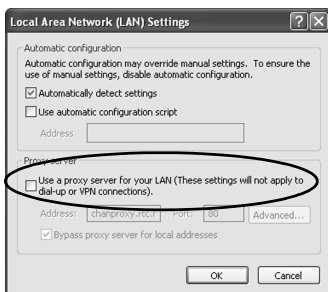 Local Area Network (LAN) Settings
Automatic configuration
Automatic configuration may override manual settings. To ensure the
use of manual settings, disable automatic configuration.
Automatically detect settings
Use automatic configuration script
Address
Proxy server
Use a proxy server for your LAN (These settings will not apply to
dial-up or VPN connections).
Address: chanproxy.rtc.r Port: 80 Advanced...
Bypass proxy server for local addresses
OK Cancel